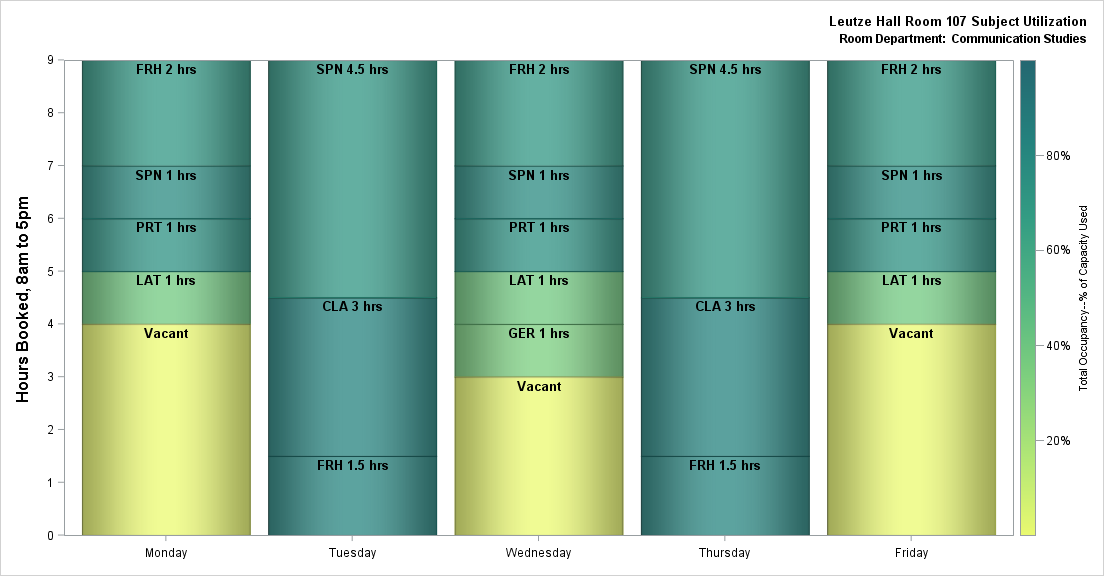 Leutze Hall Room 107 Subject Utilization
Room Department: Communication Studies
Hours Booked, 8am to 5pm
9
8
7
6
5
4
3
2
1
0
FRH 2 hrs
SPN 1 hrs
PRT 1 hrs
LAT 1 hrs
Vacant
Monday
SPN 4.5 hrs
CLA 3 hrs
FRH 1.5 hrs
Tuesday
FRH 2 hrs
SPN 1 hrs
PRT 1 hrs
LAT 1 hrs
GER 1 hrs
Vacant
Wednesday
SPN 4.5 hrs
CLA 3 hrs
FRH 1.5 hrs
Thursday
FRH 2 hrs
SPN 1 hrs
PRT 1 hrs
LAT 1 hrs
Vacant
Friday
80%
60%
40%
20%
Total Occupancy--% of Capacity Used